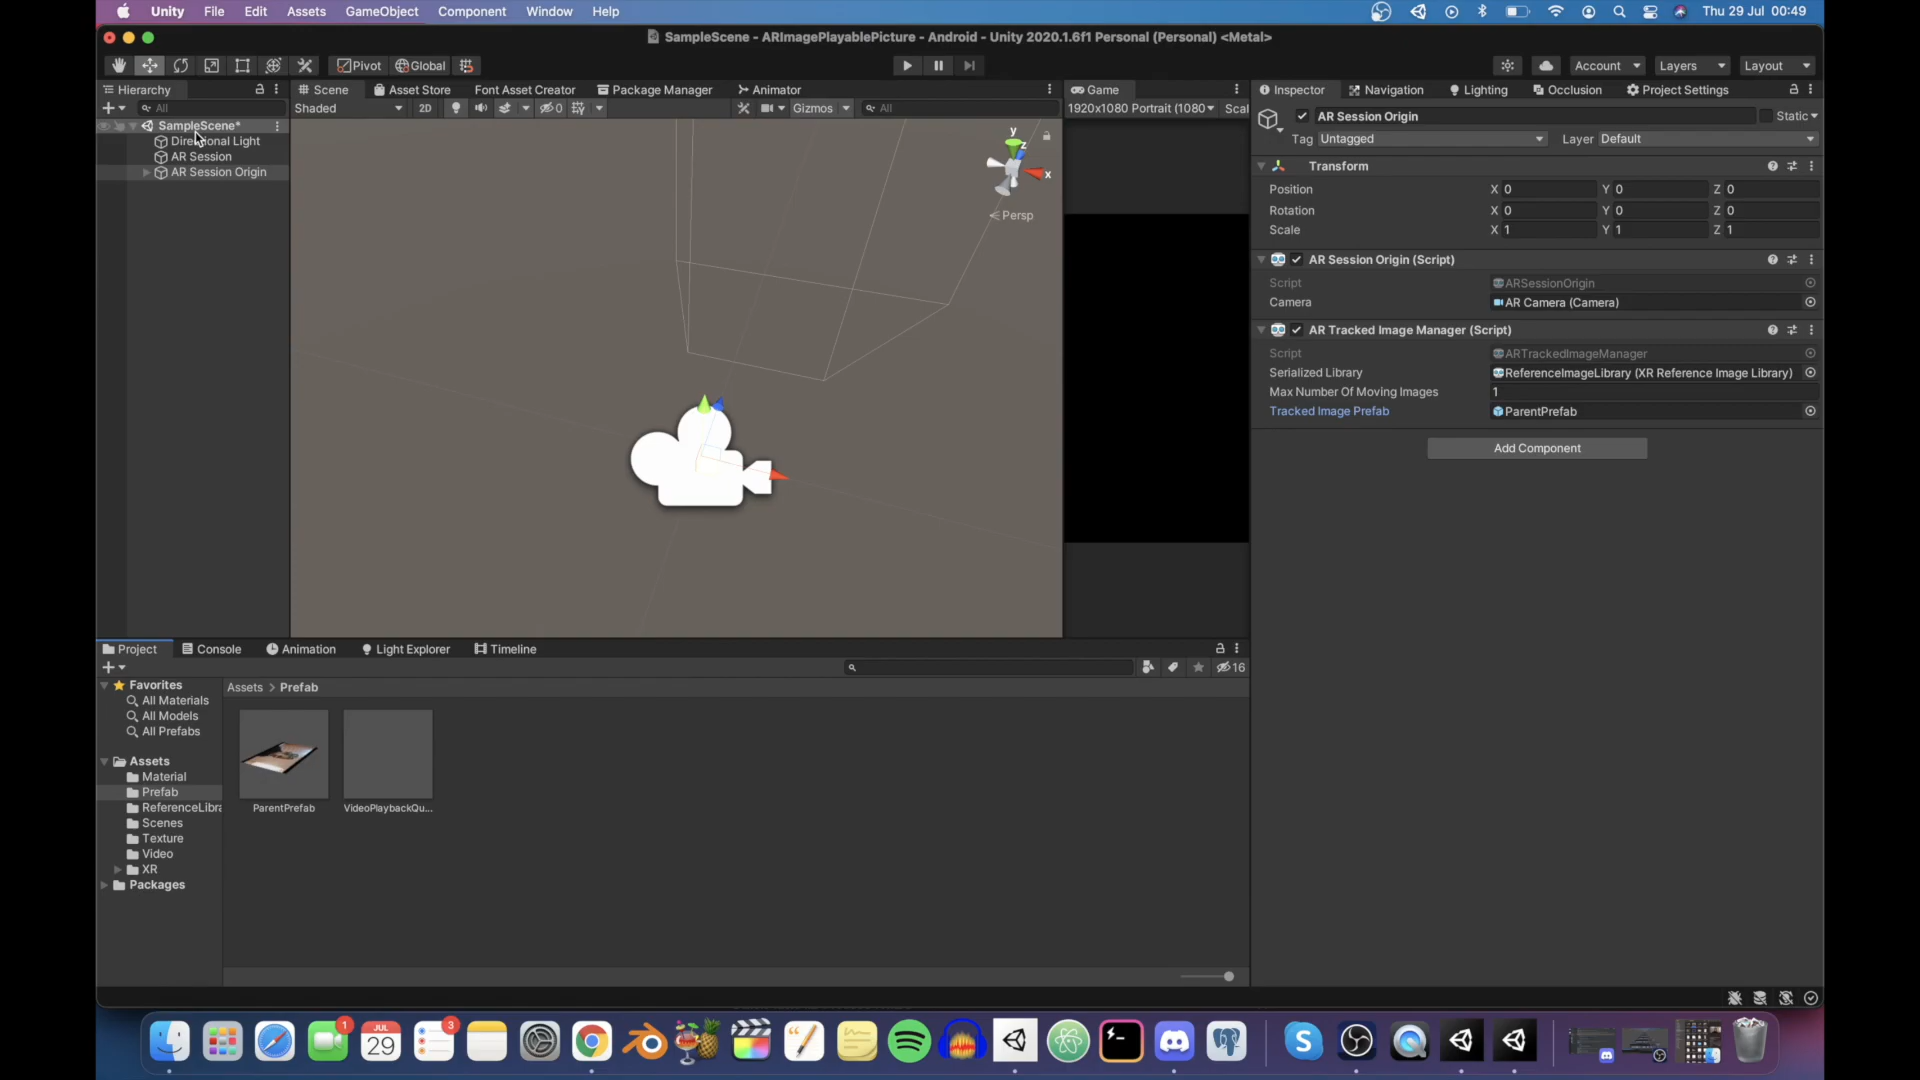 Unity File Edit Assets GameObject Component Window Help Thu 29 Jul 00:49
SampleScene - ARImagePlayablePicture - Android - Unity 2020.1.6f1 Personal (Personal) <Metal>
Pivot Global Account Layers Layout
Hierarchy Scene Asset Store Font Asset Creator Package Manager Animator Game Inspector Navigation Lighting Occlusion Project Settings
All Shaded 2D 0 Gizmos All 1920x1080 Portrait (1080 Scal
SampleScene*
Directional Light
AR Session
AR Session Origin
y
z
x
Persp
AR Session Origin Static
Tag Untagged Layer Default
Transform
Position X 0 Y 0 Z 0
Rotation X 0 Y 0 Z 0
Scale X 1 Y 1 Z 1
AR Session Origin (Script)
Script ARSessionOrigin
Camera AR Camera (Camera)
AR Tracked Image Manager (Script)
Script ARTrackedImageManager
Serialized Library ReferenceImageLibrary (XR Reference Image Library)
Max Number Of Moving Images 1
Tracked Image Prefab ParentPrefab
Add Component
Project Console Animation Light Explorer Timeline
16
Favorites
All Materials
All Models
All Prefabs
Assets
Material
Prefab
ReferenceLibra
Scenes
Texture
Video
XR
Packages
Assets > Prefab
ParentPrefab VideoPlaybackQu...
1 JUL 29 3